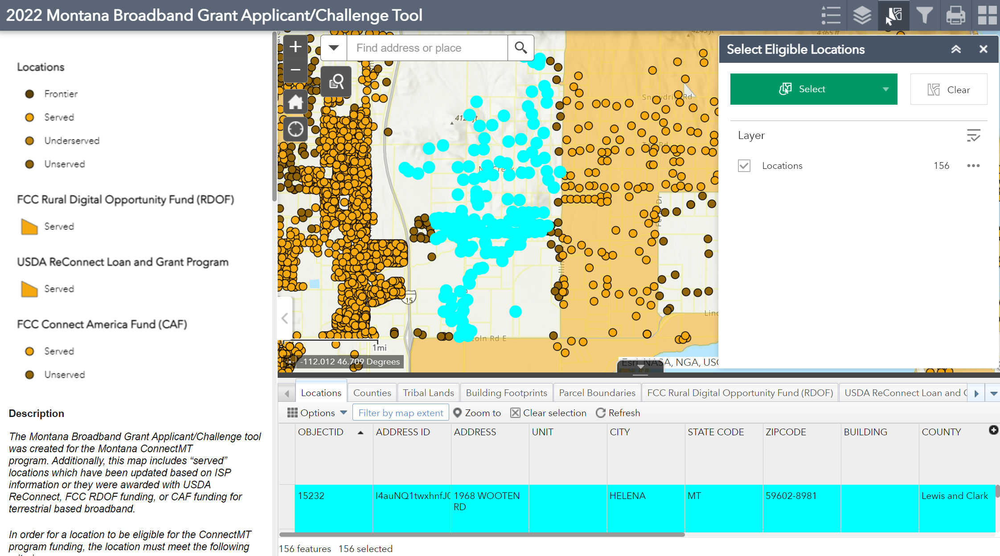 2022 Montana Broadband Grant Applicant/Challenge Tool
Locations
Frontier
Served
Underserved
Unserved
FCC Rural Digital Opportunity Fund (RDOF)
Served
USDA ReConnect Loan and Grant Program
Served
FCC Connect America Fund (CAF)
Served
Unserved
Description
The Montana Broadband Grant Applicant/Challenge tool
was created for the Montana ConnectMT
program. Additionally, this map includes “served”
locations which have been updated based on ISP
information or they were awarded with USDA
ReConnect, FCC RDOF funding, or CAF funding for
terrestrial based broadband.
In order for a location to be eligible for the ConnectMT
program funding, the location must meet the following
+
Find address or place
−
4245 ft
4365 ft
Snowdrift Rd
15
Lincoln Rd E
1mi
-112.012 46.709 Degrees
Esri, NASA, NGA, USG
Select Eligible Locations
Select
Clear
Layer
Locations 156
Locations
Counties
Tribal Lands
Building Footprints
Parcel Boundaries
FCC Rural Digital Opportunity Fund (RDOF)
USDA ReConnect Loan and G
Options
Filter by map extent
Zoom to
Clear selection
Refresh
OBJECTID ADDRESS ID ADDRESS UNIT CITY STATE CODE ZIPCODE BUILDING COUNTY
15232 I4auNQ1twxhnfJ0 1968 WOOTEN HELENA MT 59602-8981 Lewis and Clark
RD
156 features 156 selected